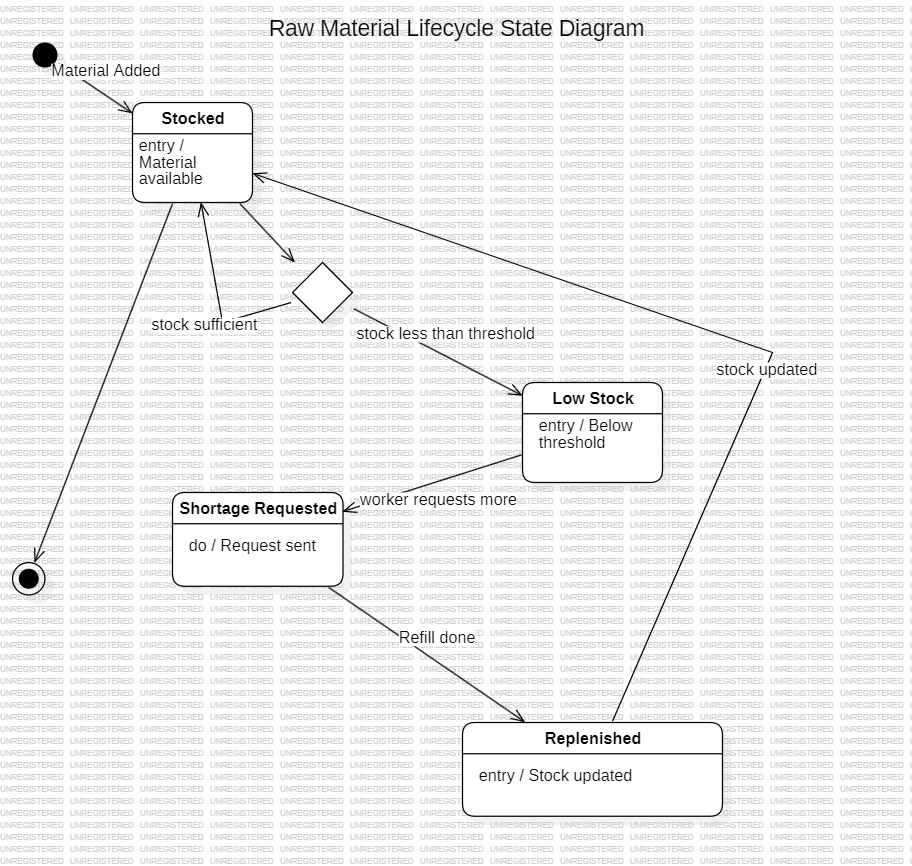 Raw Material Lifecycle State Diagram
Material Added
Stocked
entry /
Material
available
stock sufficient
stock less than threshold
stock updated
Low Stock
entry / Below
threshold
worker requests more
Shortage Requested
do / Request sent
Refill done
Replenished
entry / Stock updated
UNREGISTERED